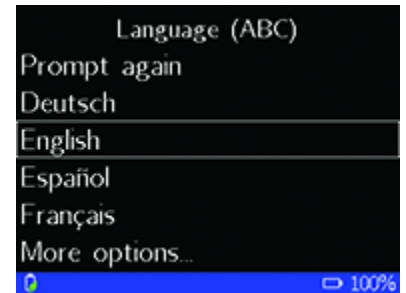 Language (ABC)
Prompt again
Deutsch
English
Español
Français
More options...
100%